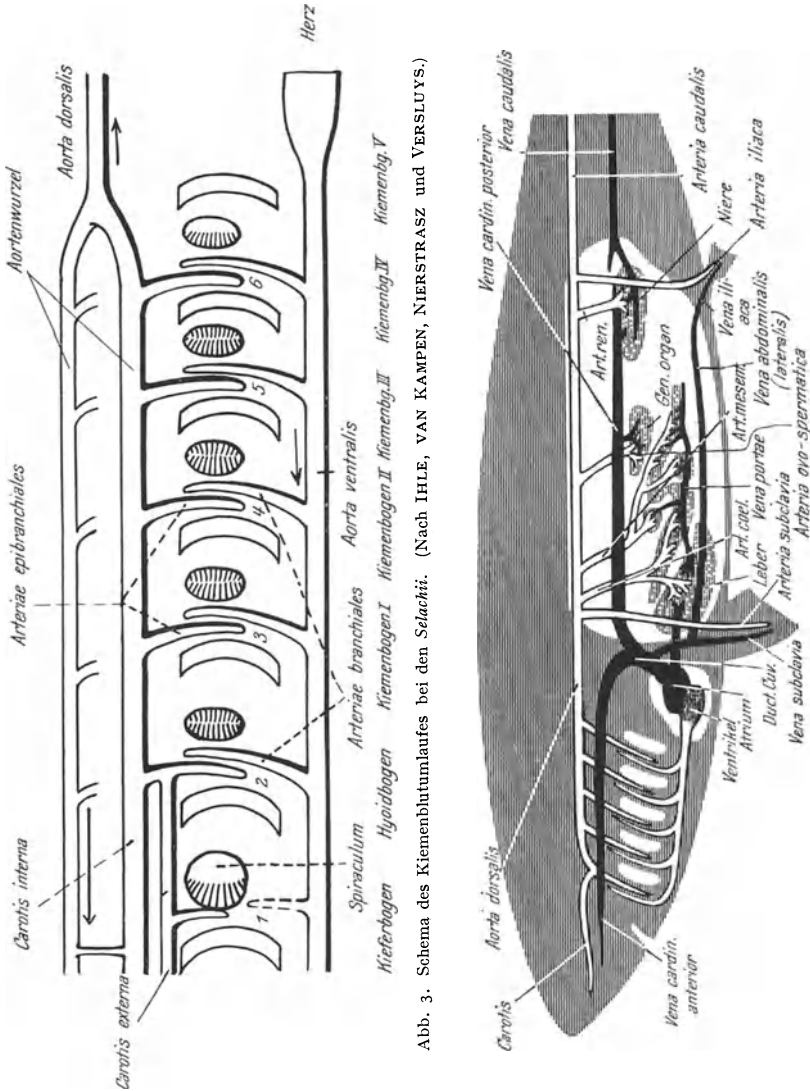 Carotis interna
Arteriae epibranchiales
Aortenwurzel
Aorta dorsalis
Carotis externa
1
2
3
4
5
6
Spiraculum
Arteriae branchiales
Aorta ventralis
Herz
Kieferbogen Hyoidbogen Kiemenbogen I Kiemenbogen II Kiemenbg. III Kiemenbg. IV Kiemenbg. V
Abb. 3. Schema des Kiemenblutumlaufes bei den Selachii. (Nach IHLE, VAN KAMPEN, NIERSTRASZ und VERSLUYS.)
Carotis
Aorta dorsalis
Vena cardin. posterior
Vena caudalis
Art. ren.
Gen. organ
Vena cardin.
anterior
Ventrikel
Atrium
Duct. Cuv.
Vena subclavia
Leber
Art. coel.
Arteria subclavia
Vena portae
Arteria ovo-spermatica
Art. mesent.
Vena abdominalis
(lateralis)
Vena ili-
aca
Niere
Arteria iliaca
Arteria caudalis